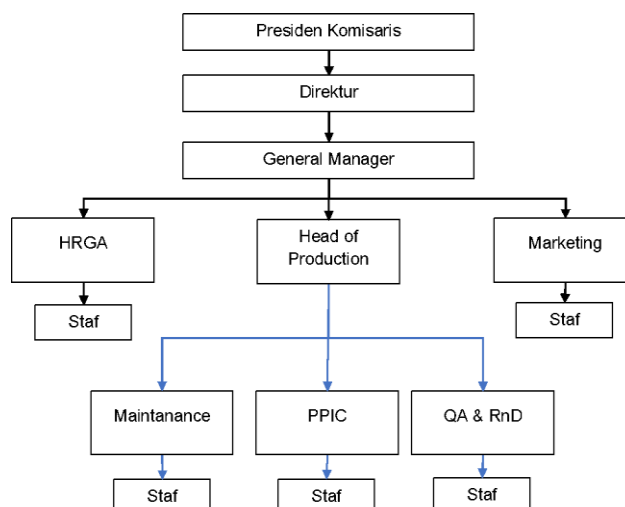 Presiden Komisaris
Direktur
General Manager
HRGA
Head of
Production
Marketing
Staf
Staf
Maintanance
PPIC
QA & RnD
Staf
Staf
Staf